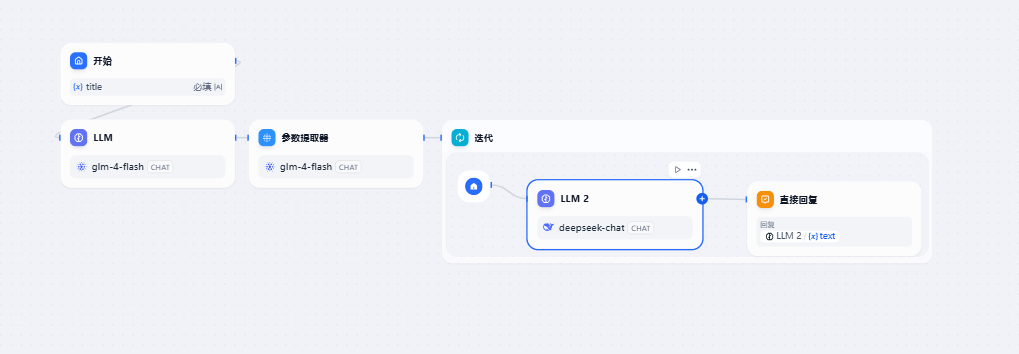 开始
{x} title 必填
LLM
glm-4-flash CHAT
参数提取器
glm-4-flash CHAT
迭代
LLM 2
deepseek-chat CHAT
直接回复
回复
LLM 2 / {x} text